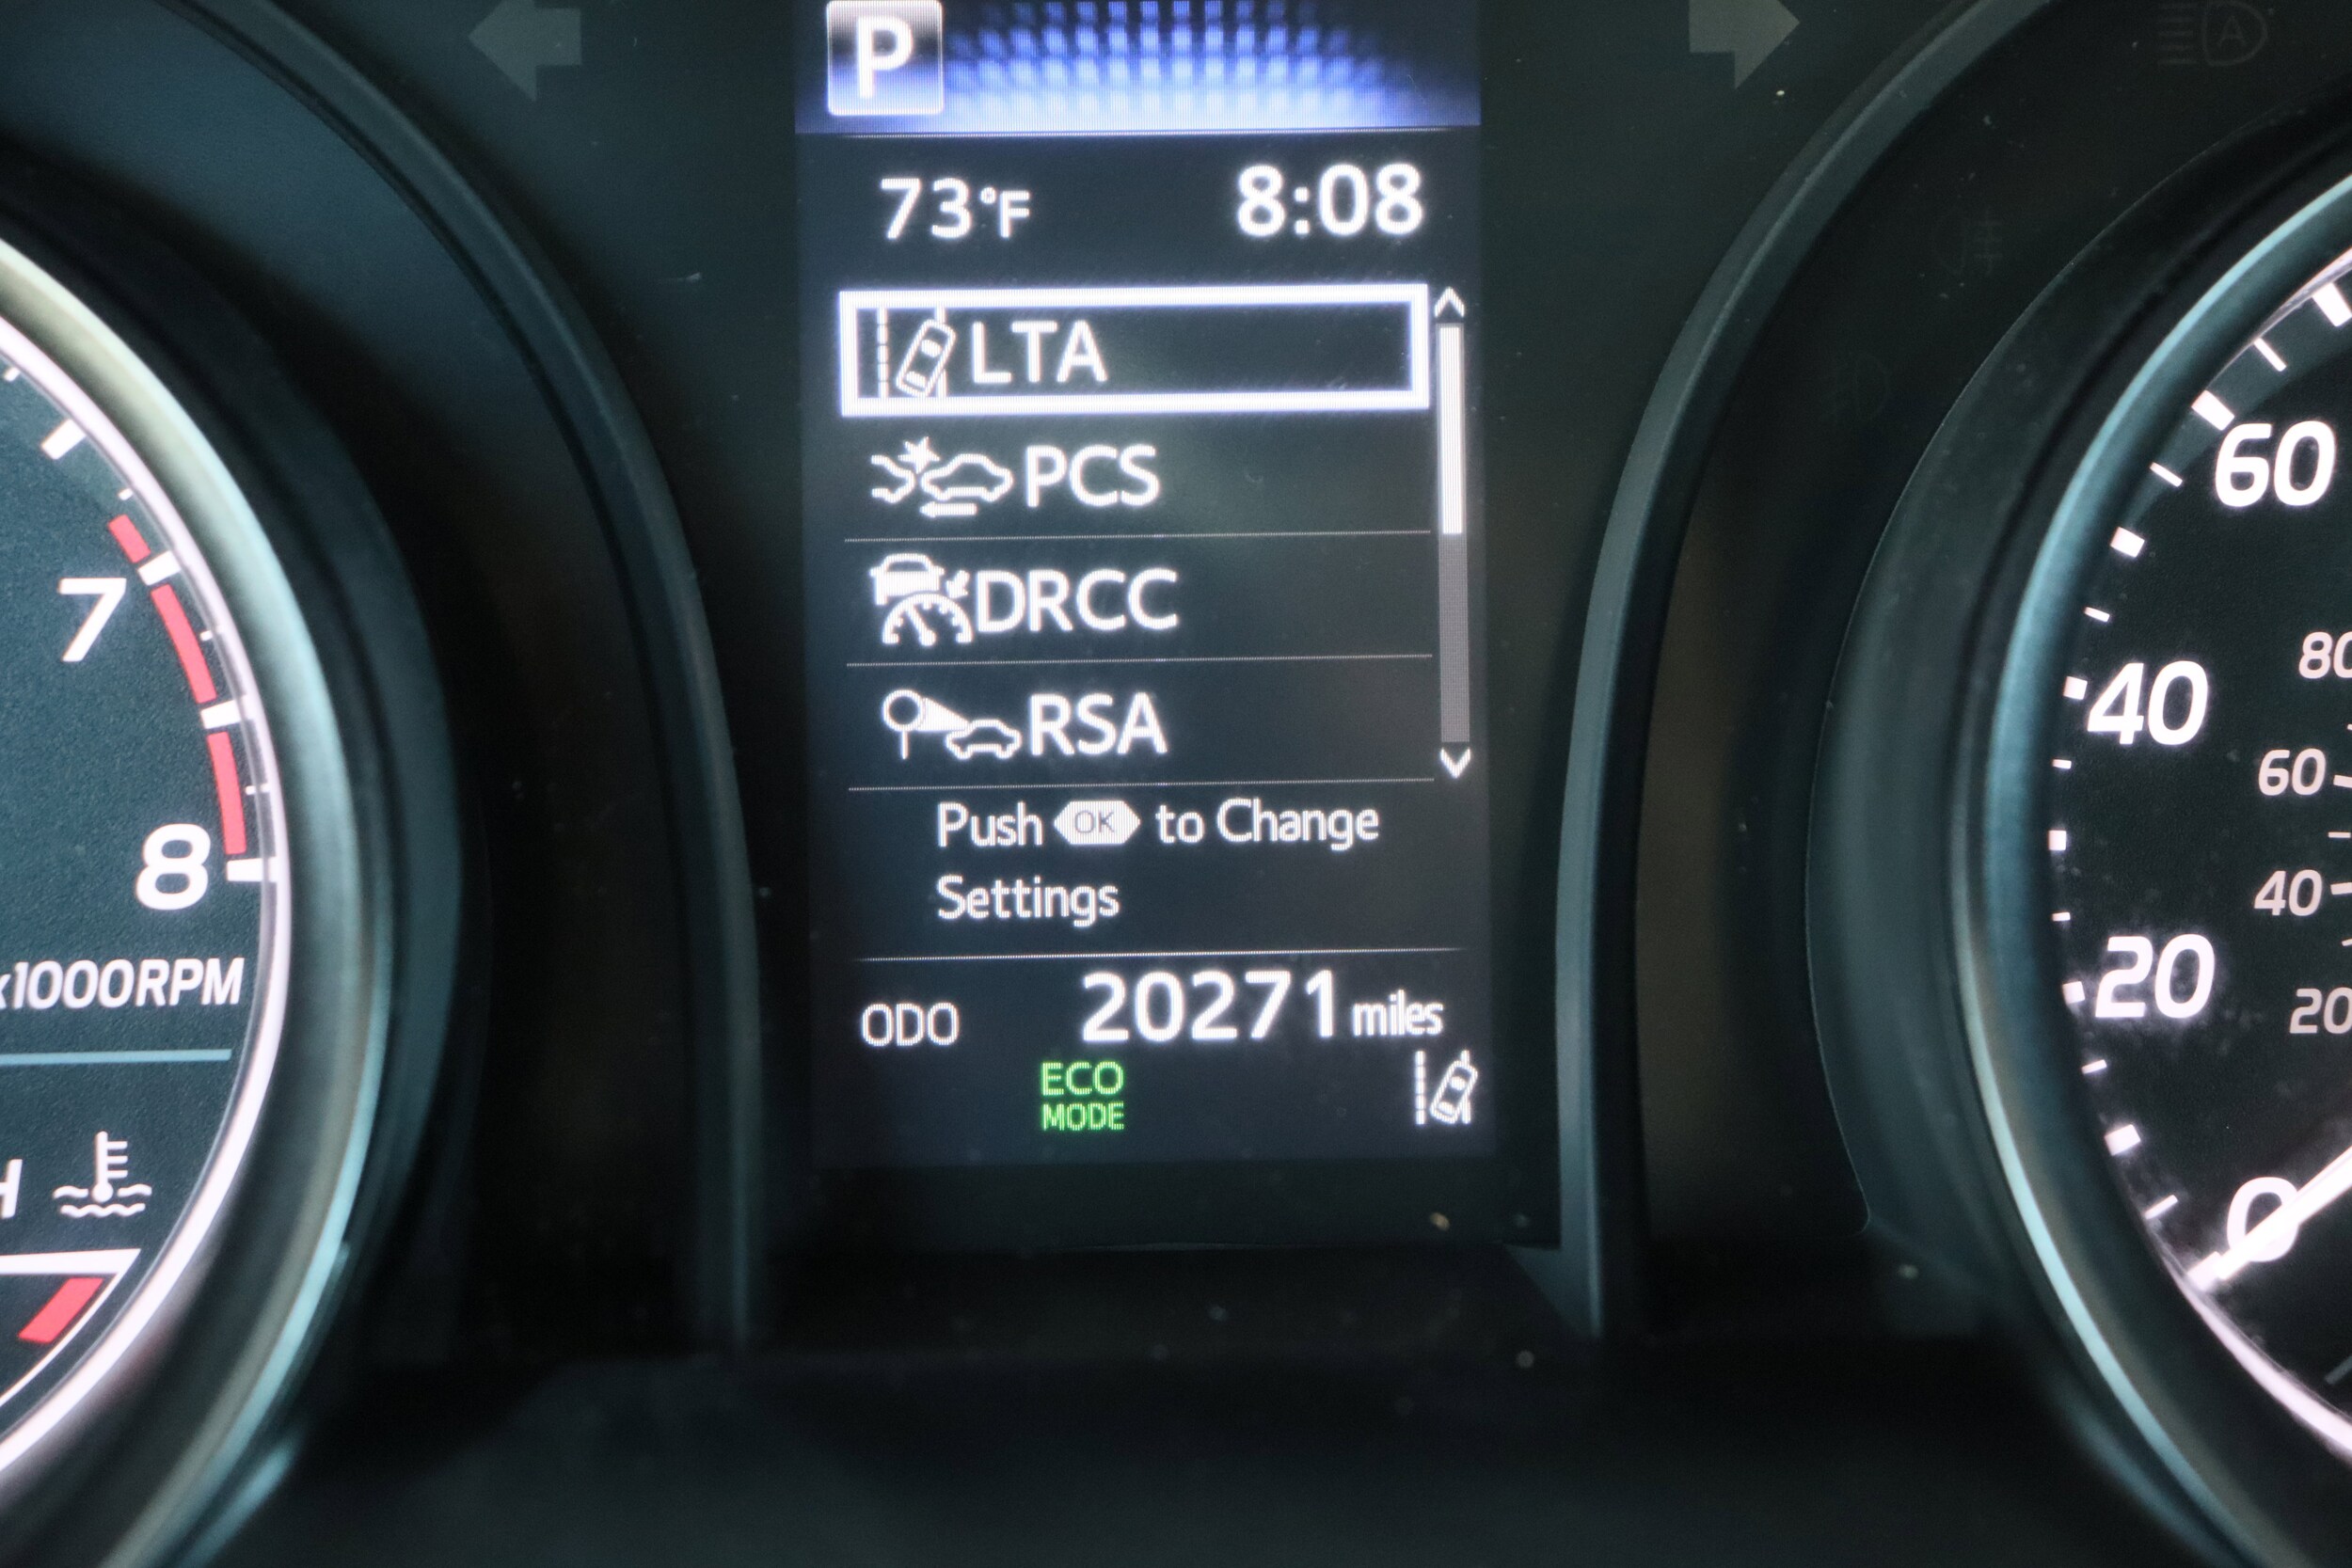 P
73°F 8:08
LTA
PCS
DRCC
RSA
Push OK to Change
Settings
ODO 20271 miles
ECO
MODE
7
8
x1000RPM
H
60
80
40
60
40
20
20
0
A